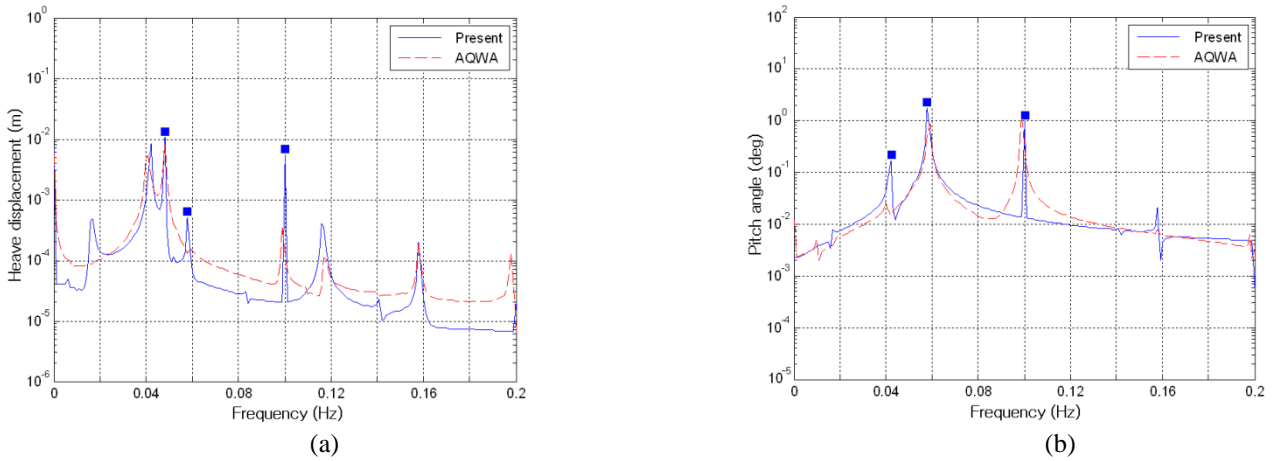 10^0
10^-1
10^-2
10^-3
10^-4
10^-5
10^-6
Heave displacement (m)
Present
AQWA
0 0.04 0.08 0.12 0.16 0.2
Frequency (Hz)
(a)
10^2
10^1
10^0
10^-1
10^-2
10^-3
10^-4
10^-5
Pitch angle (deg)
Present
AQWA
0 0.04 0.08 0.12 0.16 0.2
Frequency (Hz)
(b)